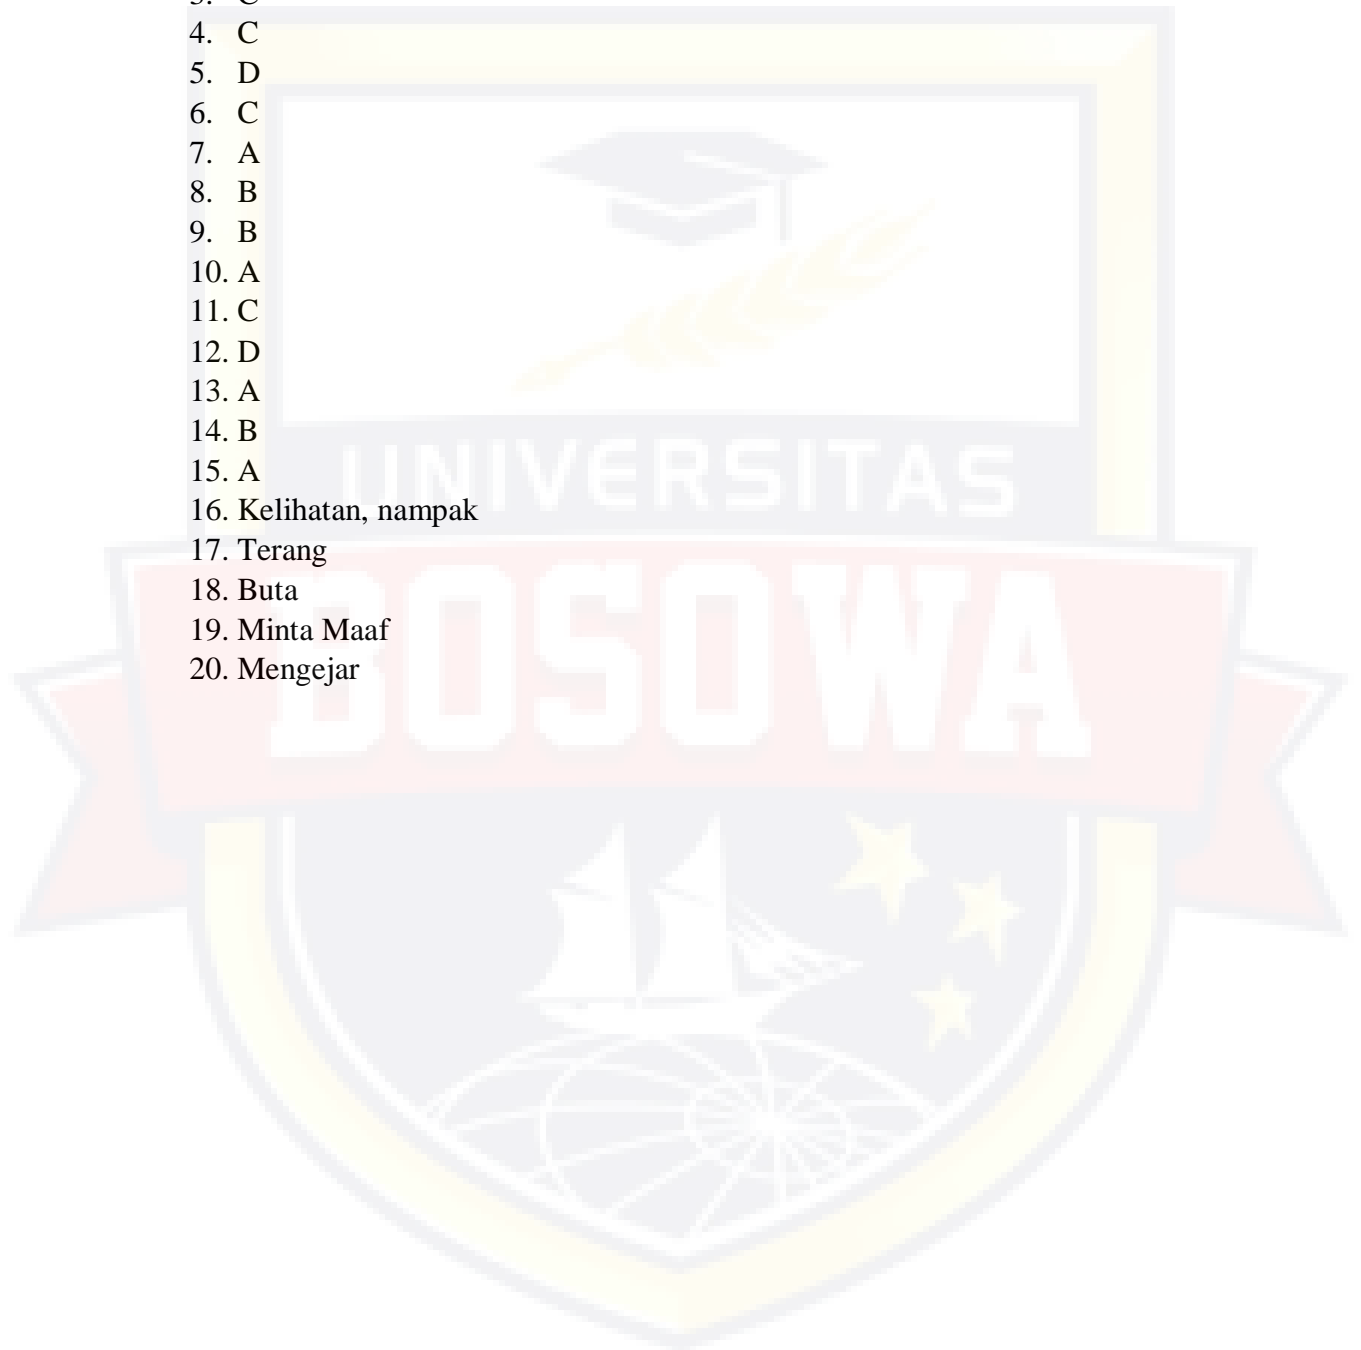 4. C
5. D
6. C
7. A
8. B
9. B
10. A
11. C
12. D
13. A
14. B
15. A
16. Kelihatan, nampak
17. Terang
18. Buta
19. Minta Maaf
20. Mengejar
UNIVERSITAS
BOSOWA